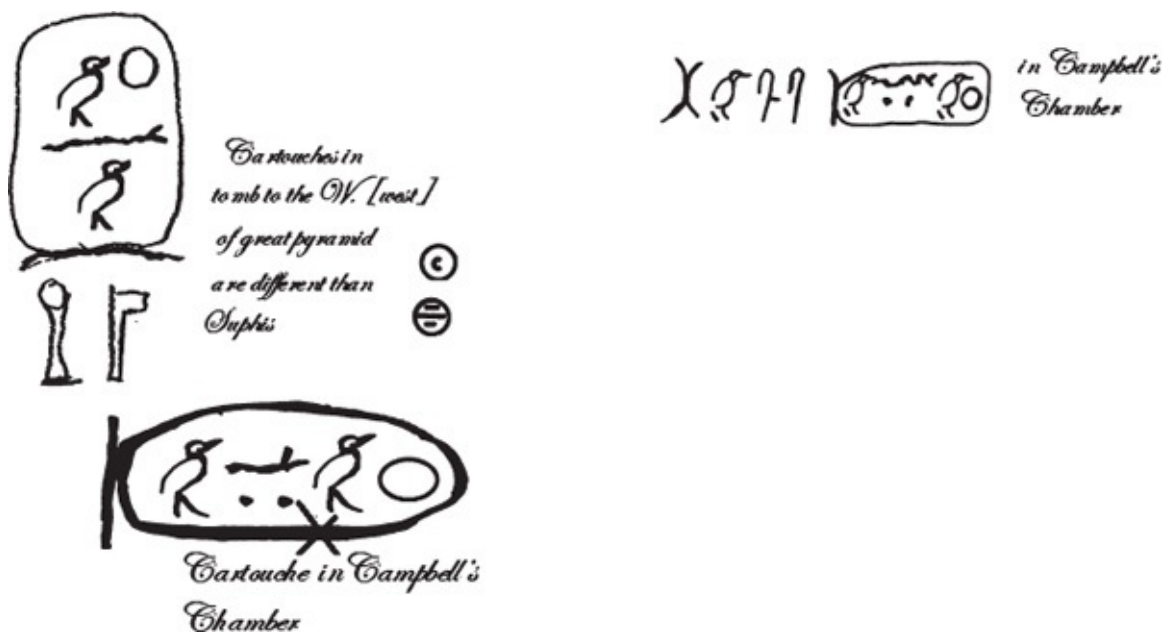 Cartouches in
tomb to the W. [west]
of great pyramid
are different than
Suphis
Cartouche in Campbell's
Chamber
in Campbell's
Chamber